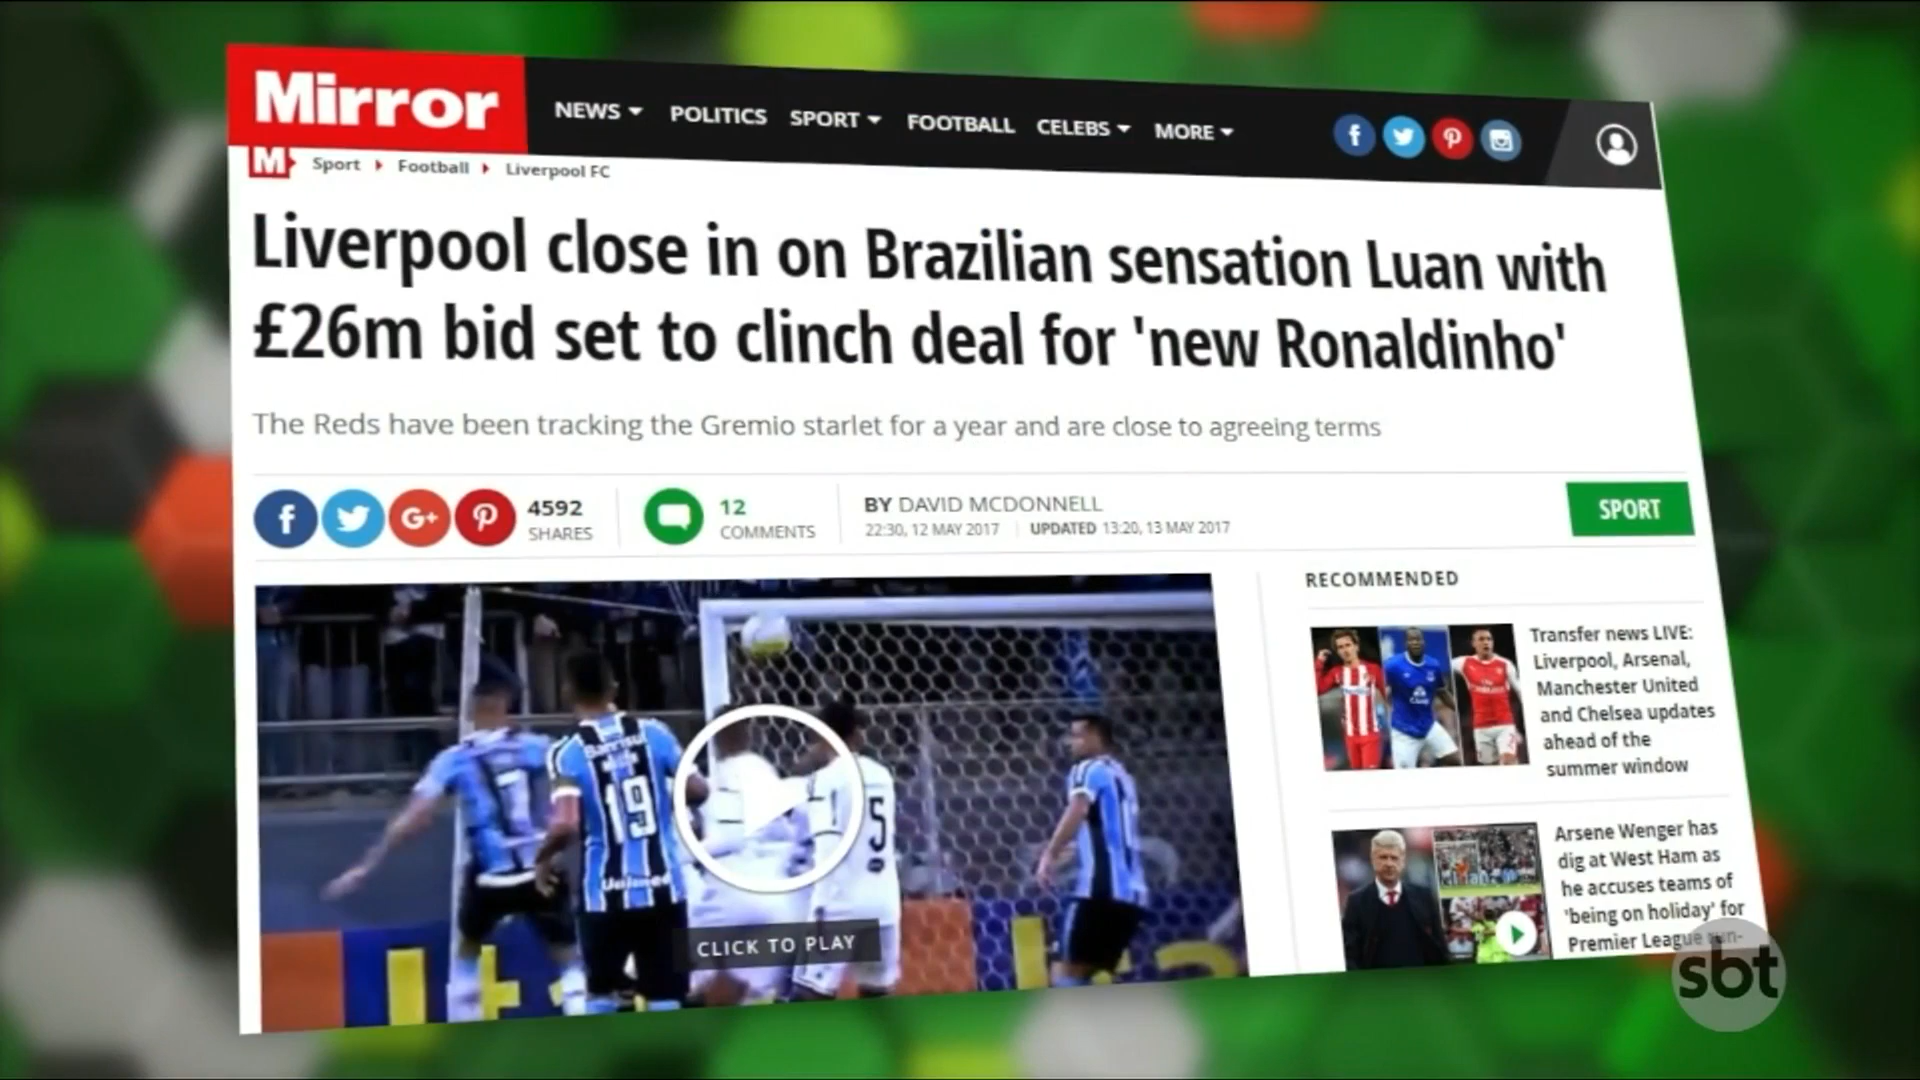 Mirror
NEWS POLITICS SPORT FOOTBALL CELEBS MORE
M Sport Football Liverpool FC
Liverpool close in on Brazilian sensation Luan with
£26m bid set to clinch deal for 'new Ronaldinho'
The Reds have been tracking the Gremio starlet for a year and are close to agreeing terms
4592
SHARES
12
COMMENTS
BY DAVID MCDONNELL
22:30, 12 MAY 2017 UPDATED 13:20, 13 MAY 2017
SPORT
RECOMMENDED
Transfer news LIVE:
Liverpool, Arsenal,
Manchester United
and Chelsea updates
ahead of the
summer window
Arsene Wenger has
dig at West Ham as
he accuses teams of
'being on holiday' for
Premier League run-
7
19
Unimed
5
CLICK TO PLAY
sbt